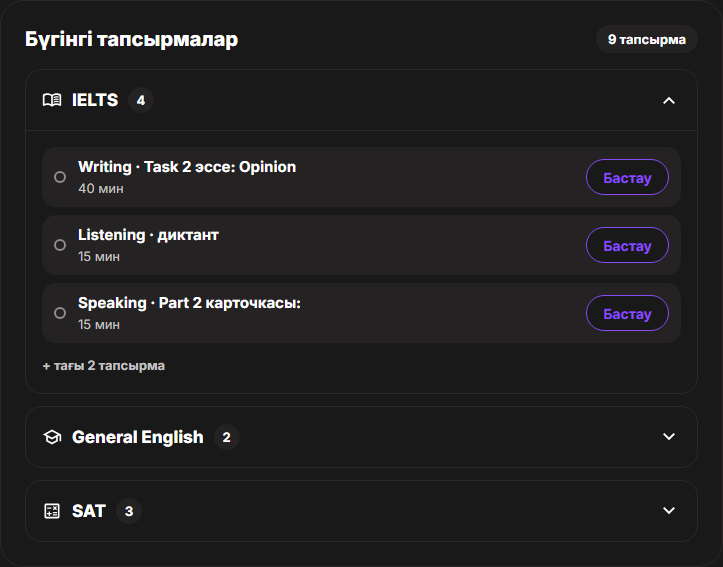 Бүгінгі тапсырмалар
9 тапсырма
IELTS 4
Writing · Task 2 эссе: Opinion
40 мин
Бастау
Listening · диктант
15 мин
Бастау
Speaking · Part 2 карточкасы:
15 мин
Бастау
+ тағы 2 тапсырма
General English 2
SAT 3